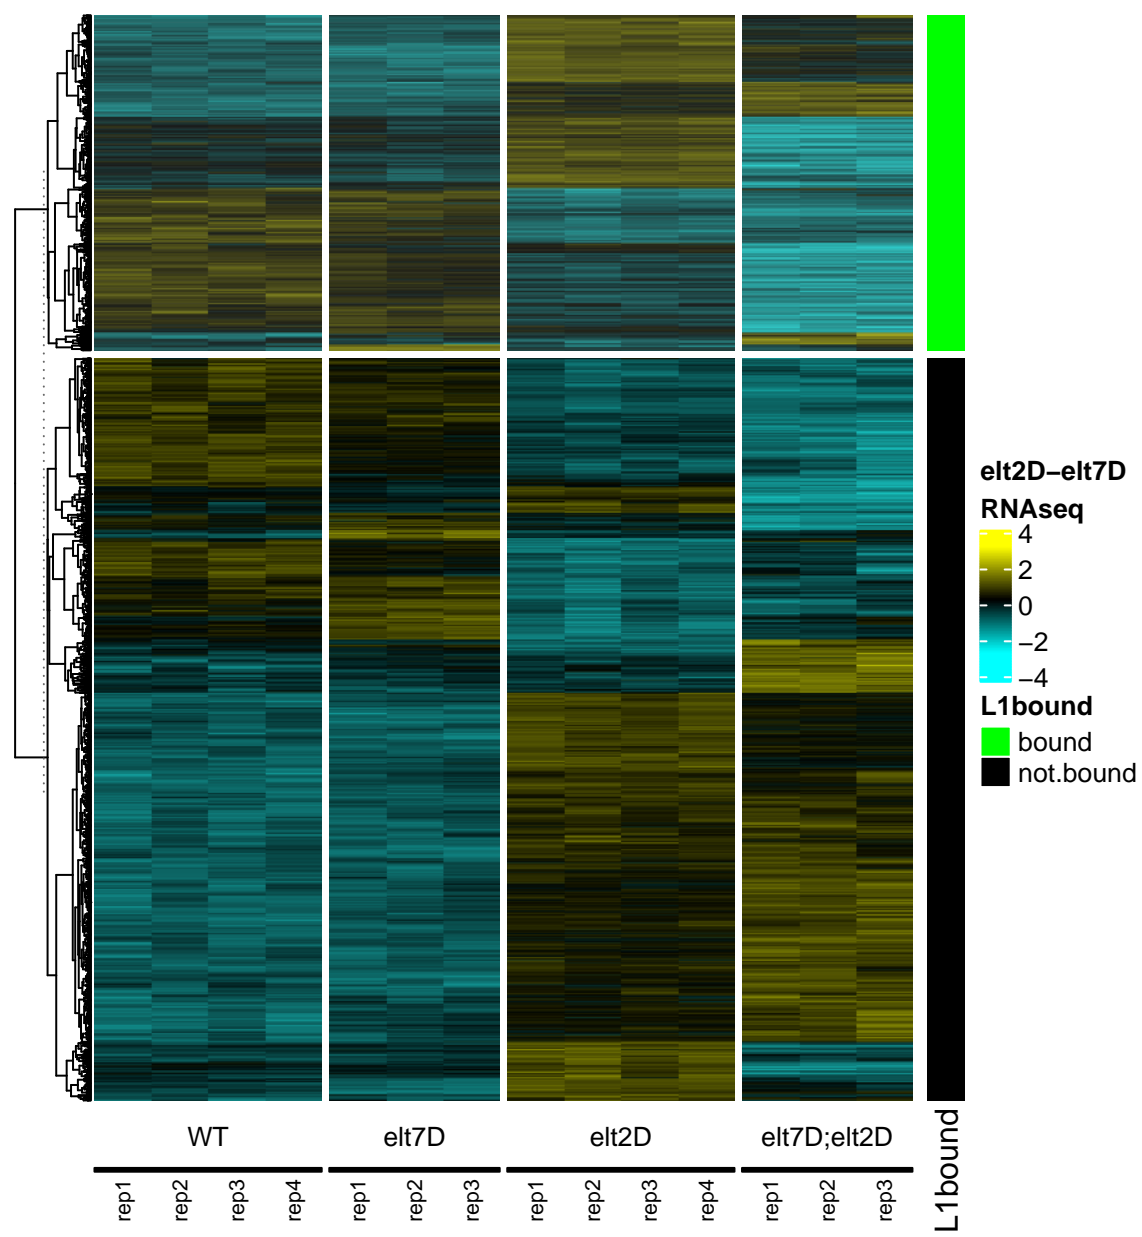 elt2D−elt7D
RNAseq
4
2
0
−2
−4
L1bound
bound
not.bound
WT
elt7D
elt2D
elt7D;elt2D
rep1
rep2
rep3
rep4
rep1
rep2
rep3
rep1
rep2
rep3
rep4
rep1
rep2
rep3
L1bound